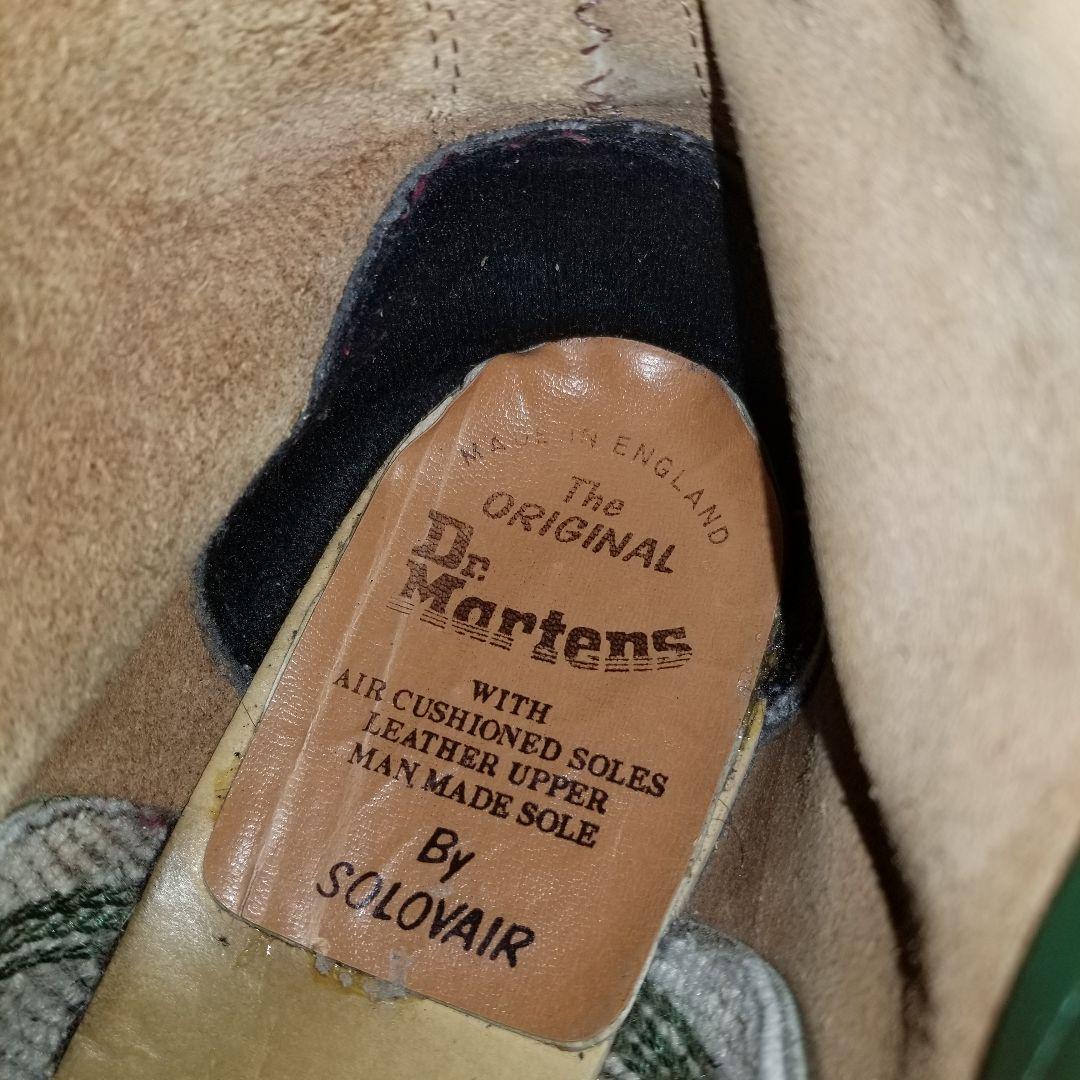 MADE IN ENGLAND
The
ORIGINAL
Dr.
Martens
WITH
AIR CUSHIONED SOLES
LEATHER UPPER
MAN MADE SOLE
By
SOLOVAIR